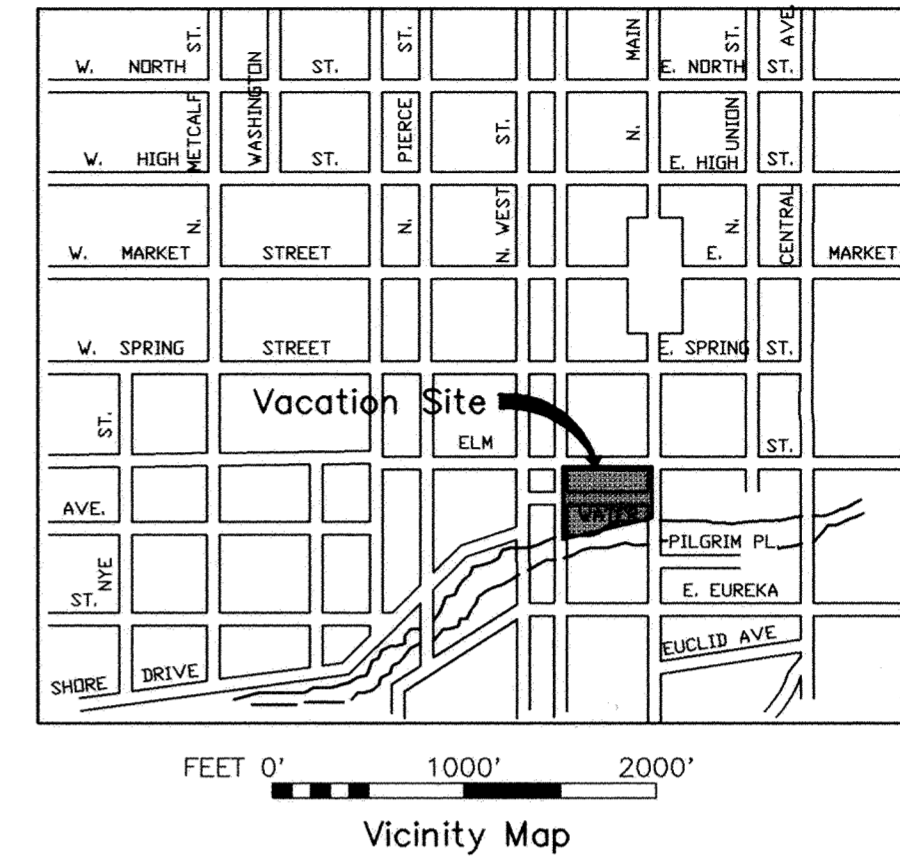 ST.
ST.
MAIN
ST.
AVE.
W. NORTH ST. E. NORTH ST.
METCALF
WASHINGTON
PIERCE
ST.
N.
UNION
W. HIGH ST. E. HIGH ST.
N.
N.
N. WEST
N.
CENTRAL
W. MARKET STREET E. MARKET
W. SPRING STREET E. SPRING ST.
Vacation Site
ST.
ELM ST.
AVE.
WATER
PILGRIM PL.
NYE
ST.
E. EUREKA
EUCLID AVE
SHORE DRIVE
FEET 0' 1000' 2000'
Vicinity Map